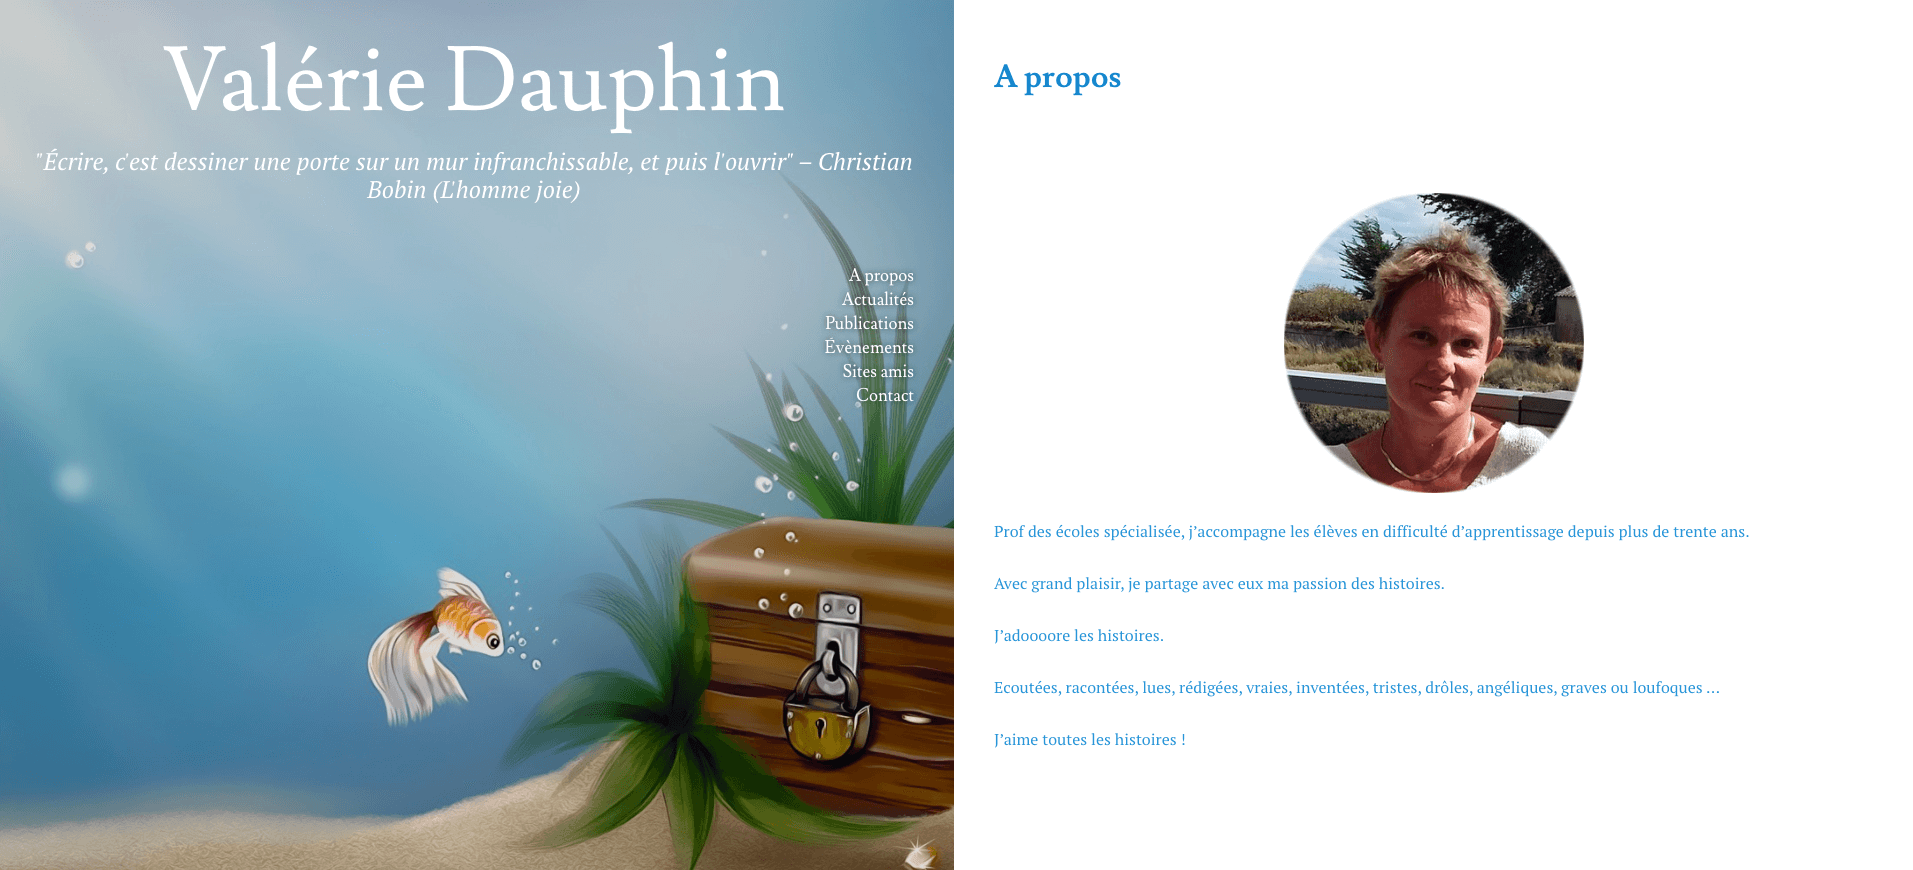 Valérie Dauphin
"Écrire, c'est dessiner une porte sur un mur infranchissable, et puis l'ouvrir" – Christian
Bobin (L'homme joie)
A propos
Actualités
Publications
Évènements
Sites amis
Contact
A propos
Prof des écoles spécialisée, j’accompagne les élèves en difficulté d’apprentissage depuis plus de trente ans.
Avec grand plaisir, je partage avec eux ma passion des histoires.
J’adoooore les histoires.
Ecoutées, racontées, lues, rédigées, vraies, inventées, tristes, drôles, angéliques, graves ou loufoques …
J’aime toutes les histoires !